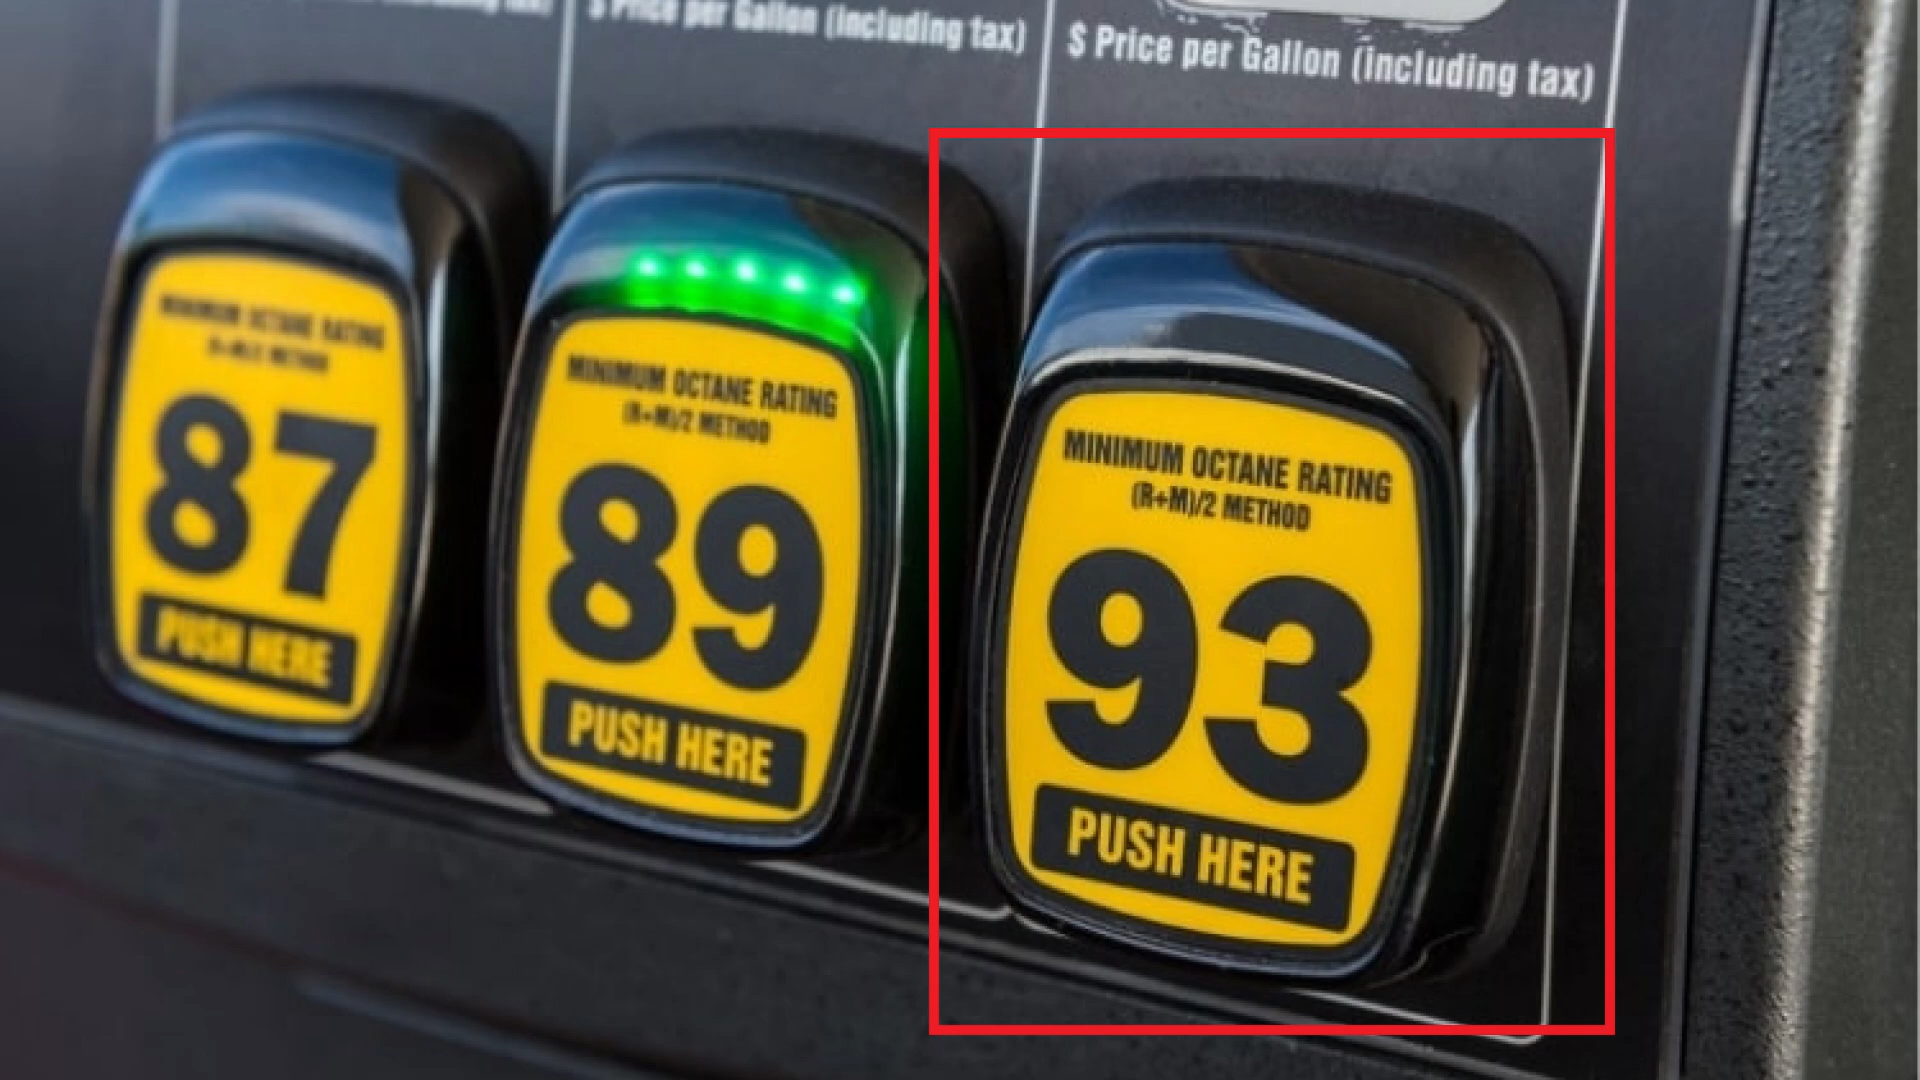 $ Price per Gallon (including tax)
$ Price per Gallon (including tax)
MINIMUM OCTANE RATING
(R+M)/2 METHOD
87
PUSH HERE
MINIMUM OCTANE RATING
(R+M)/2 METHOD
89
PUSH HERE
MINIMUM OCTANE RATING
(R+M)/2 METHOD
93
PUSH HERE